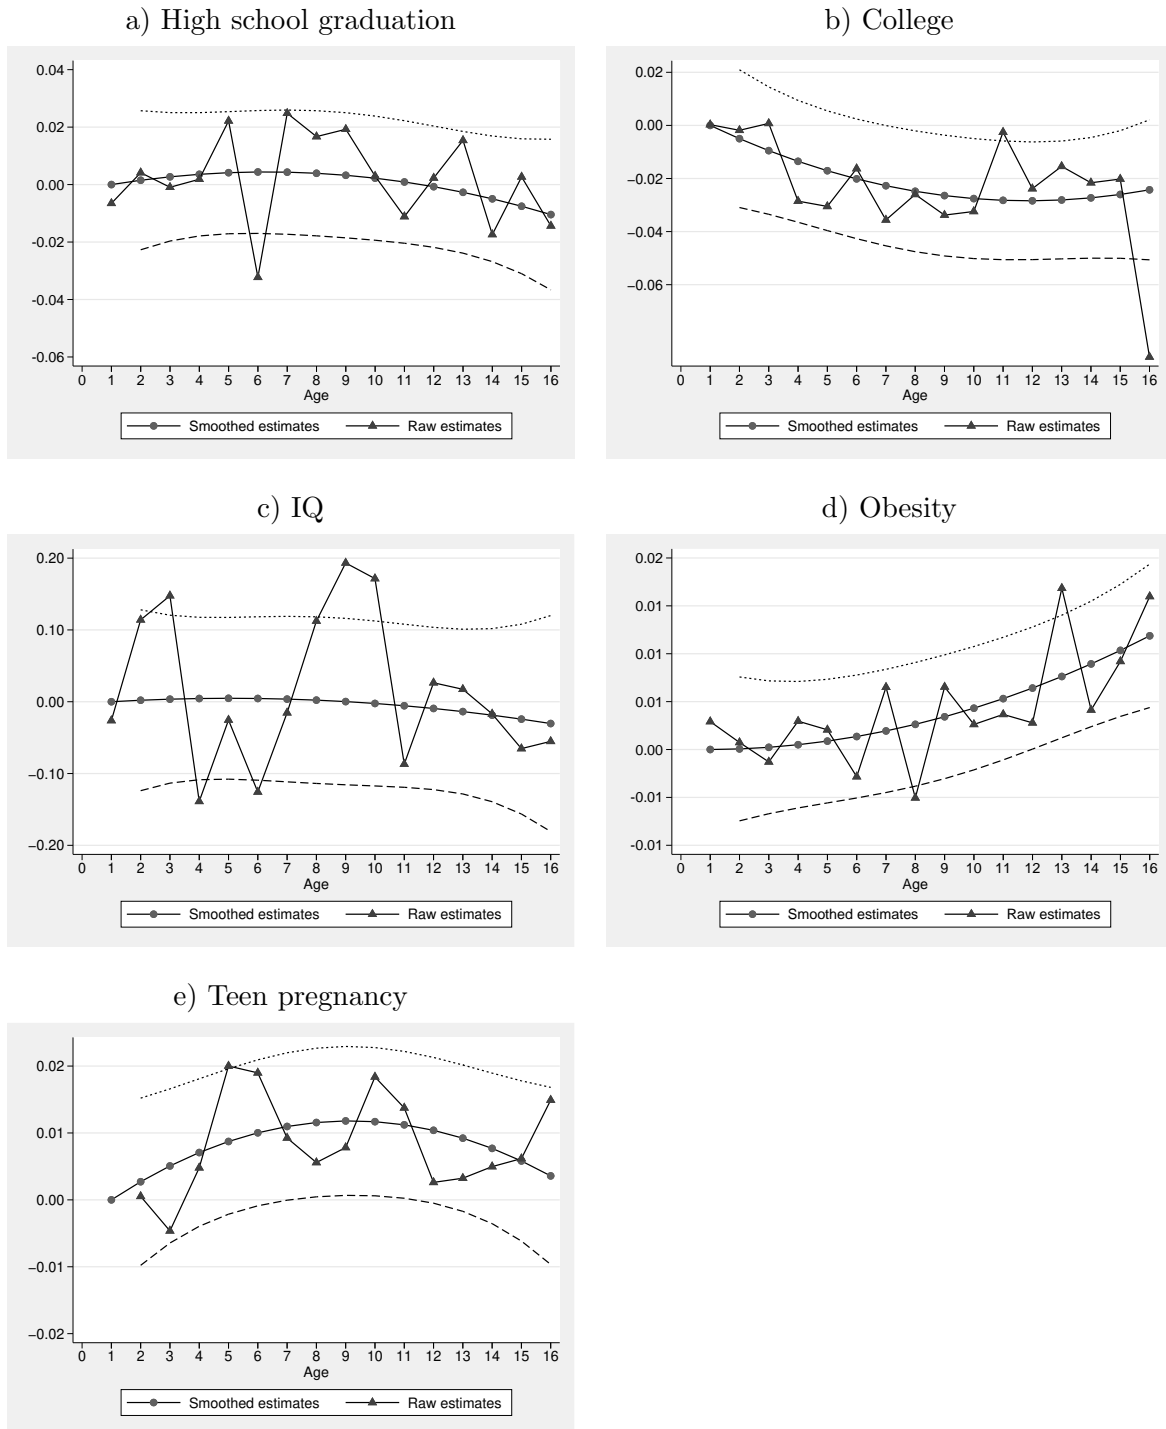 a) High school graduation
0.04
0.02
0.00
-0.02
-0.04
-0.06
0 1 2 3 4 5 6 7 8 9 10 11 12 13 14 15 16
Age
Smoothed estimates Raw estimates
b) College
0.02
0.00
−0.02
−0.04
−0.06
0 1 2 3 4 5 6 7 8 9 10 11 12 13 14 15 16
Age
Smoothed estimates Raw estimates
c) IQ
0.20
0.10
0.00
−0.10
−0.20
0 1 2 3 4 5 6 7 8 9 10 11 12 13 14 15 16
Age
Smoothed estimates Raw estimates
d) Obesity
0.02
0.01
0.01
0.01
0.00
-0.01
-0.01
0 1 2 3 4 5 6 7 8 9 10 11 12 13 14 15 16
Age
Smoothed estimates Raw estimates
e) Teen pregnancy
0.02
0.01
0.00
−0.01
−0.02
0 1 2 3 4 5 6 7 8 9 10 11 12 13 14 15 16
Age
Smoothed estimates Raw estimates